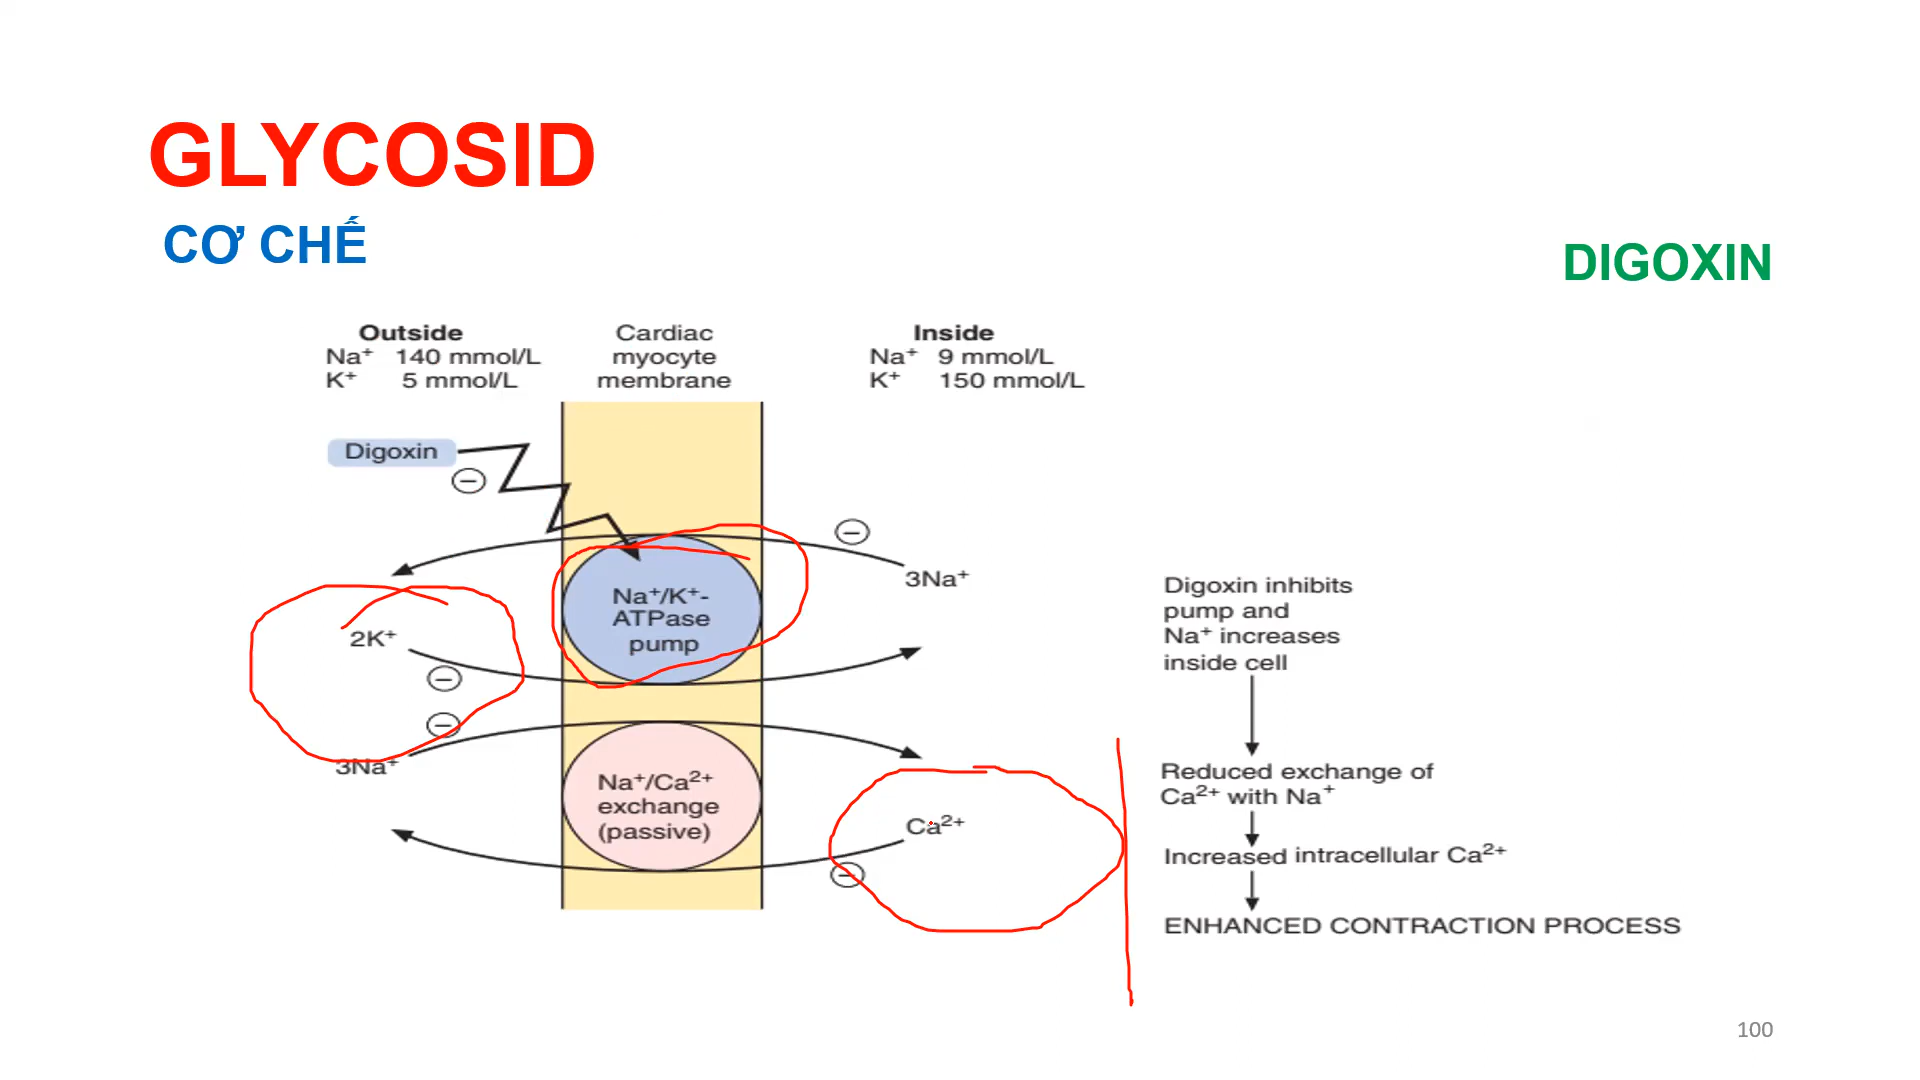 GLYCOSID
CƠ CHẾ
DIGOXIN
Outside
Na⁺ 140 mmol/L
K⁺ 5 mmol/L
Cardiac
myocyte
membrane
Inside
Na⁺ 9 mmol/L
K⁺ 150 mmol/L
Digoxin
−
−
3Na⁺
Na⁺/K⁺-
ATPase
pump
2K⁺
−
−
3Na⁺
Na⁺/Ca²⁺
exchange
(passive)
Ca²⁺
−
Digoxin inhibits
pump and
Na⁺ increases
inside cell
Reduced exchange of
Ca²⁺ with Na⁺
Increased intracellular Ca²⁺
ENHANCED CONTRACTION PROCESS
100